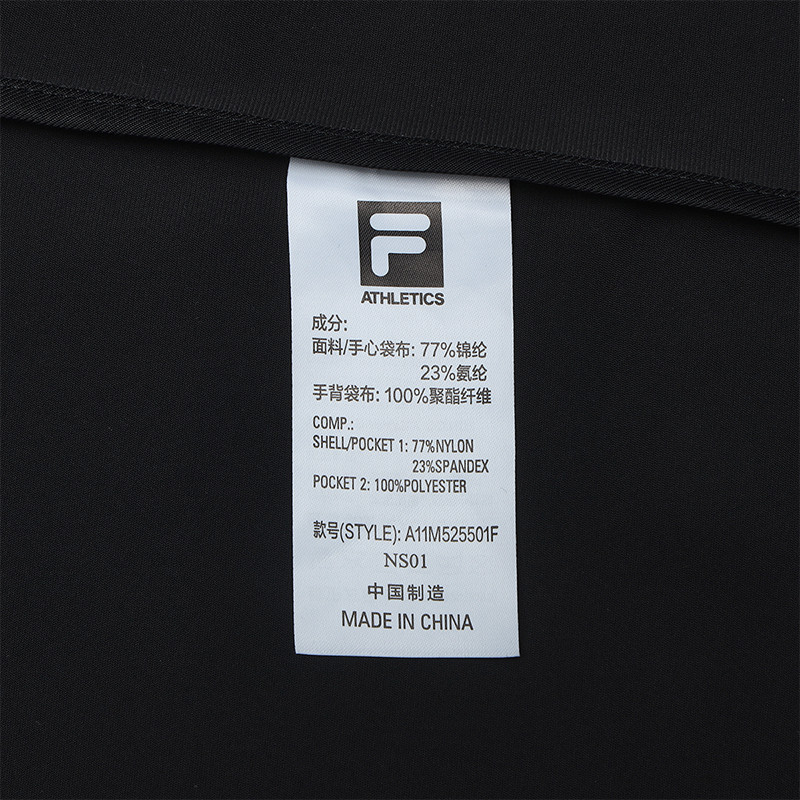 F
ATHLETICS
成分:
面料/手心袋布: 77%锦纶
23%氨纶
手背袋布: 100%聚酯纤维
COMP.:
SHELL/POCKET 1: 77%NYLON
23%SPANDEX
POCKET 2: 100%POLYESTER
款号(STYLE): A11M525501F
NS01
中国制造
MADE IN CHINA